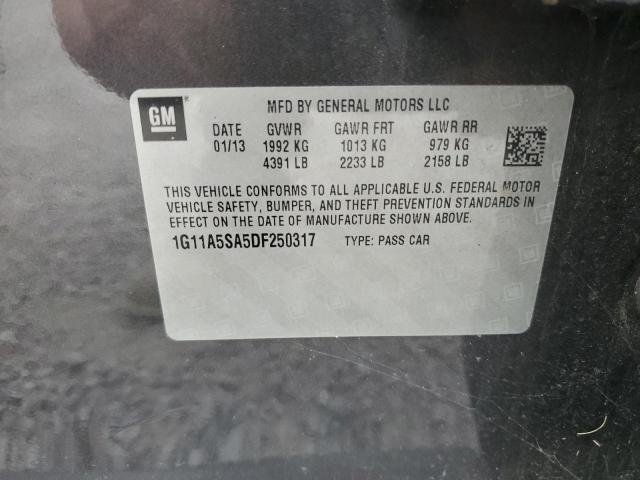 GM
MFD BY GENERAL MOTORS LLC
DATE GVWR GAWR FRT GAWR RR
01/13 1992 KG 1013 KG 979 KG
4391 LB 2233 LB 2158 LB
THIS VEHICLE CONFORMS TO ALL APPLICABLE U.S. FEDERAL MOTOR
VEHICLE SAFETY, BUMPER, AND THEFT PREVENTION STANDARDS IN
EFFECT ON THE DATE OF MANUFACTURE SHOWN ABOVE.
1G11A5SA5DF250317 TYPE: PASS CAR